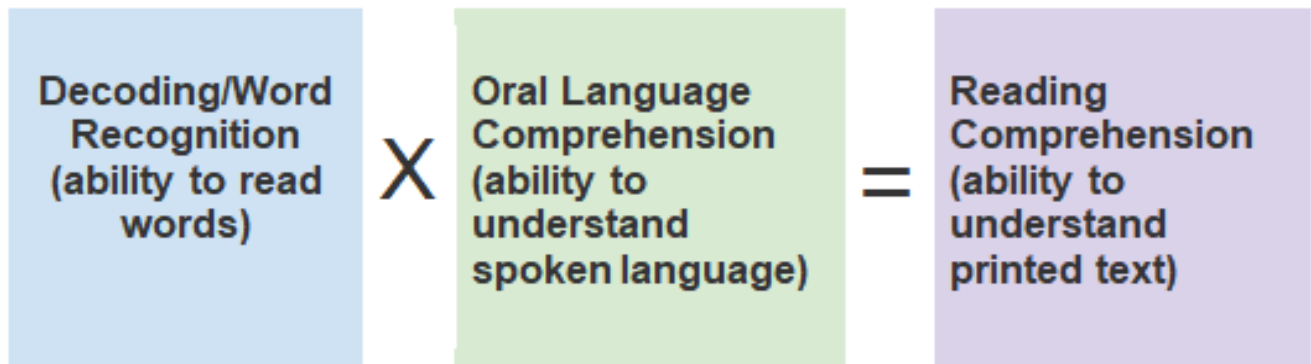 Decoding/Word
Recognition
(ability to read
words)
X
Oral Language
Comprehension
(ability to
understand
spoken language)
=
Reading
Comprehension
(ability to
understand
printed text)